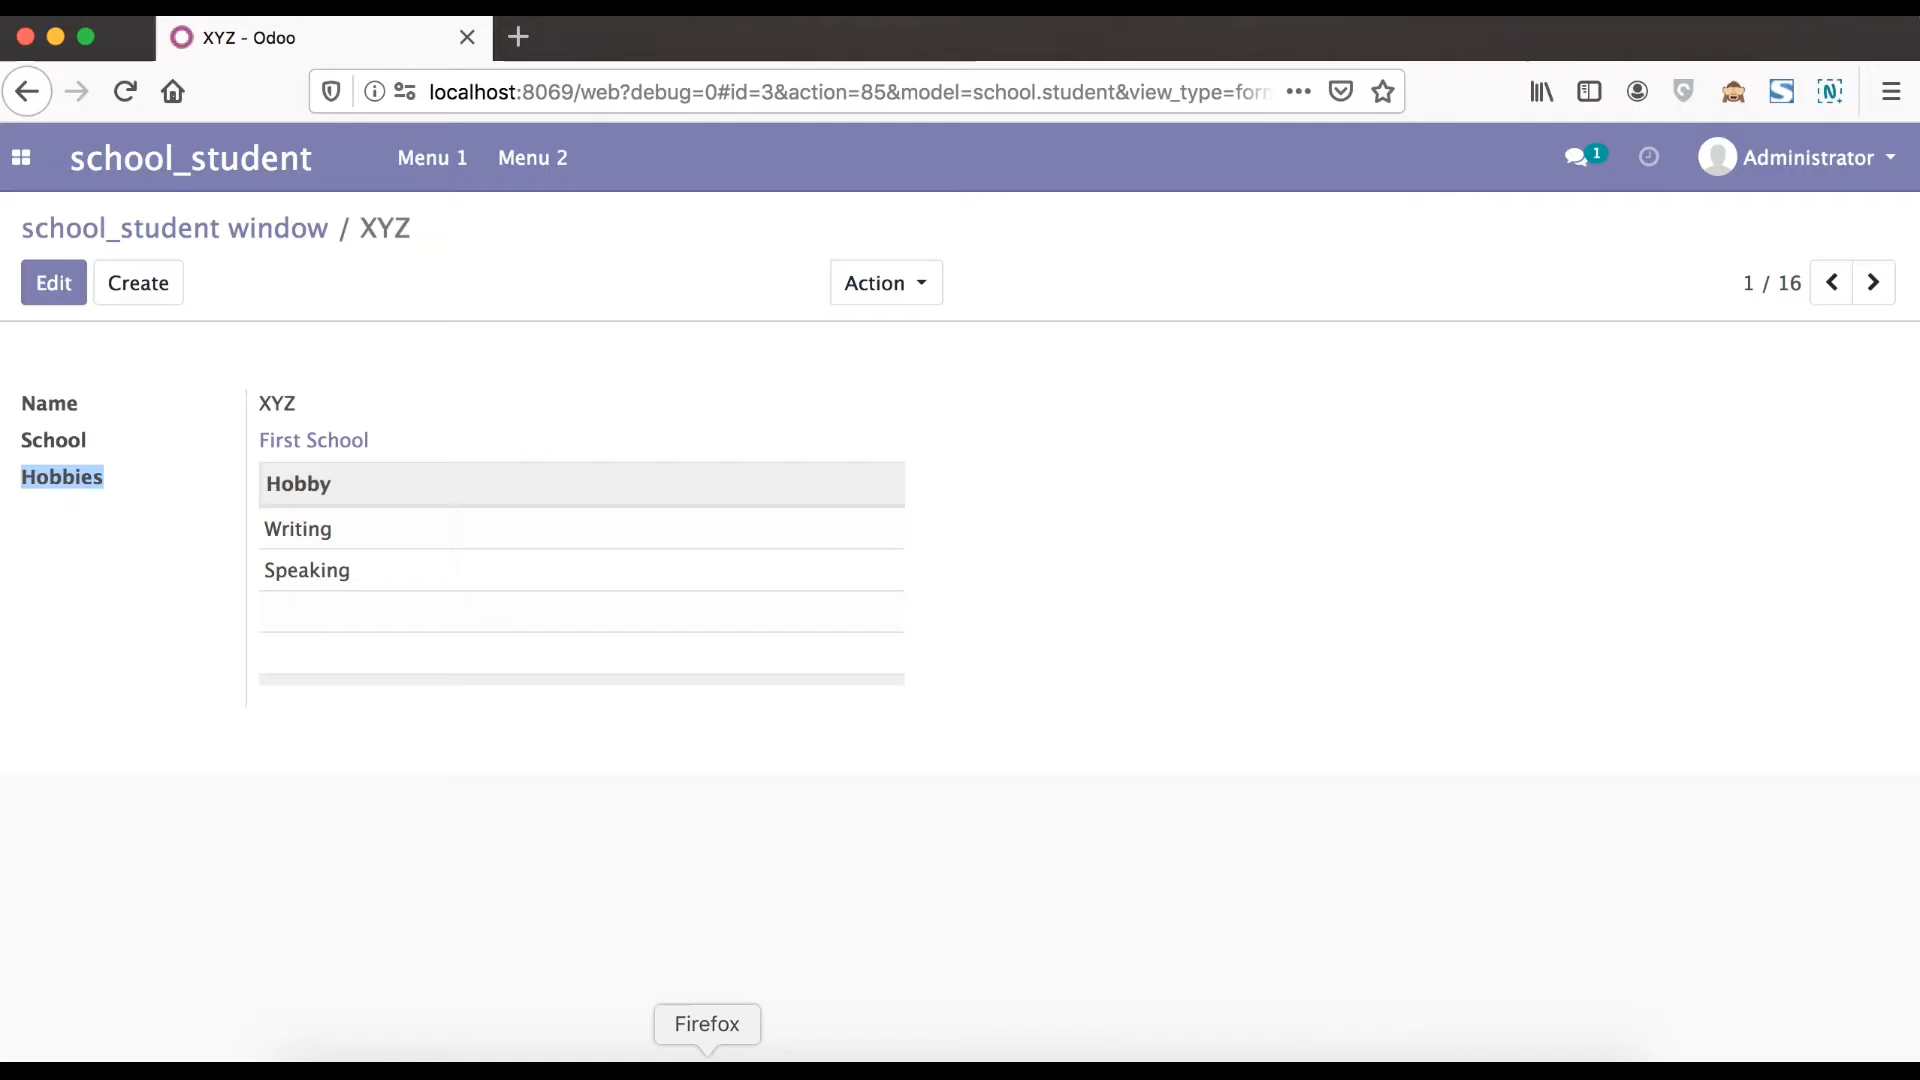 XYZ - Odoo
localhost:8069/web?debug=0#id=3&action=85&model=school.student&view_type=form
school_student
Menu 1
Menu 2
1
Administrator
school_student window / XYZ
Edit
Create
Action
1 / 16
Name
XYZ
School
First School
Hobbies
Hobby
Writing
Speaking
Firefox